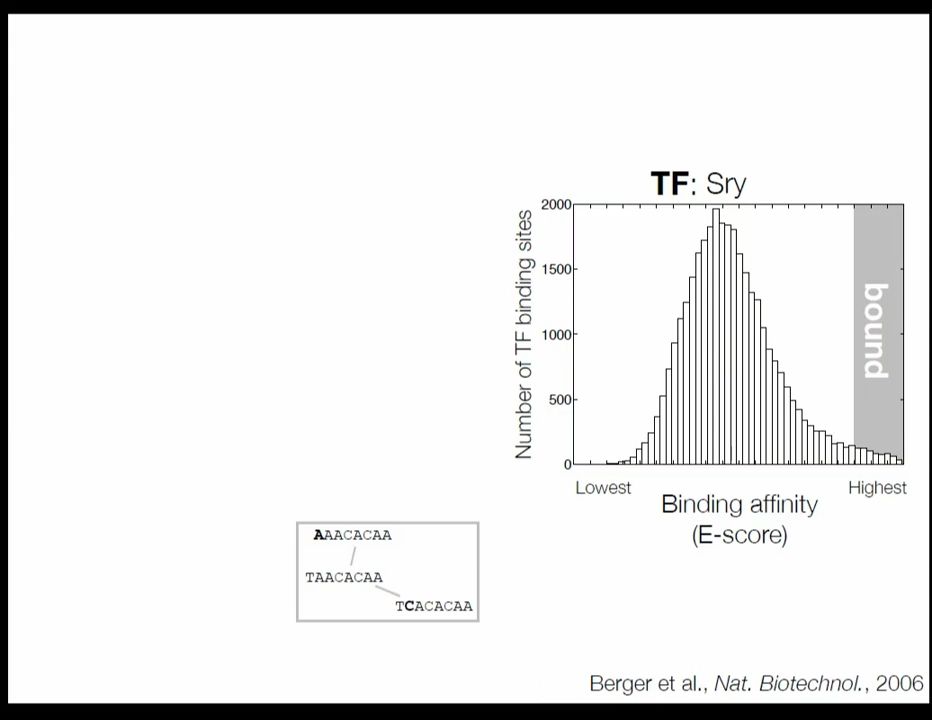 TF: Sry
Number of TF binding sites
2000
1500
1000
500
0
bound
Lowest
Highest
Binding affinity
(E-score)
AAACACAA
TAACACAA
TCACACAA
Berger et al., Nat. Biotechnol., 2006